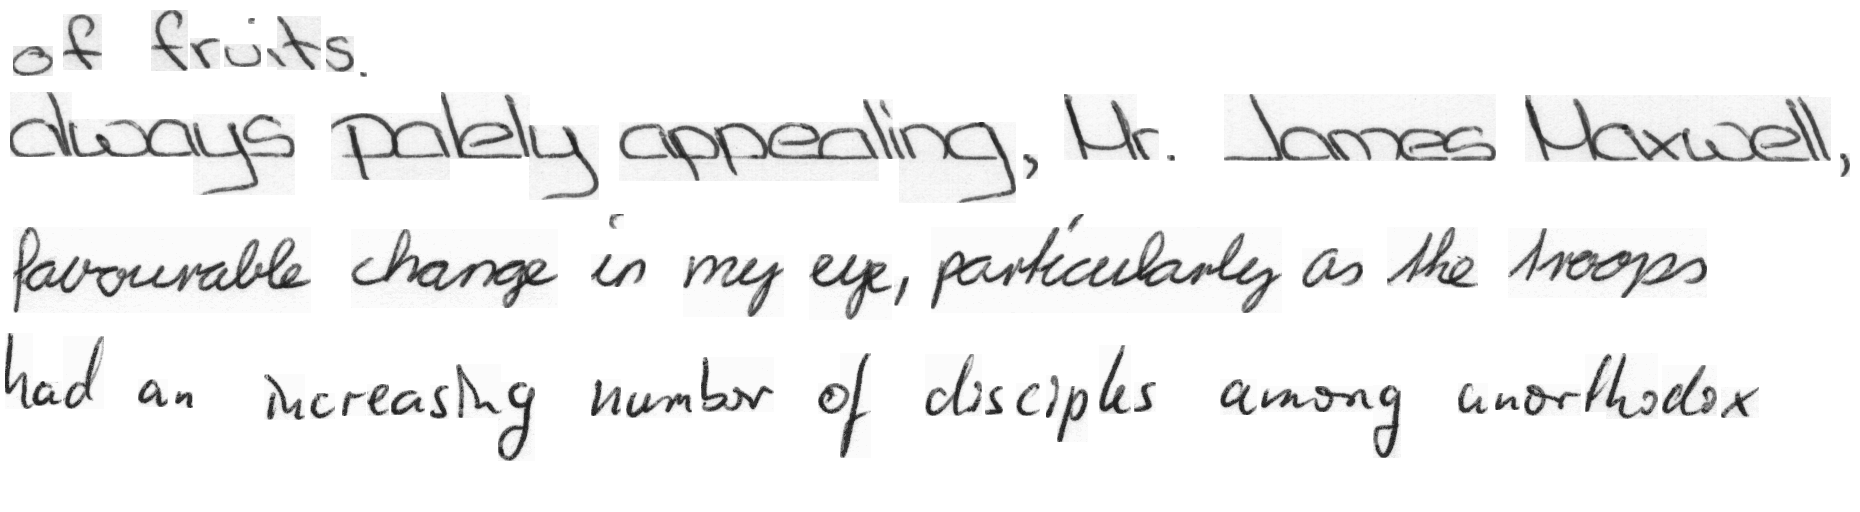 of fruits.
always palely appealing, Mr. James Maxwell,
favourable change in my eye, particularly as the troops
had an increasing number of disciples among unorthodox